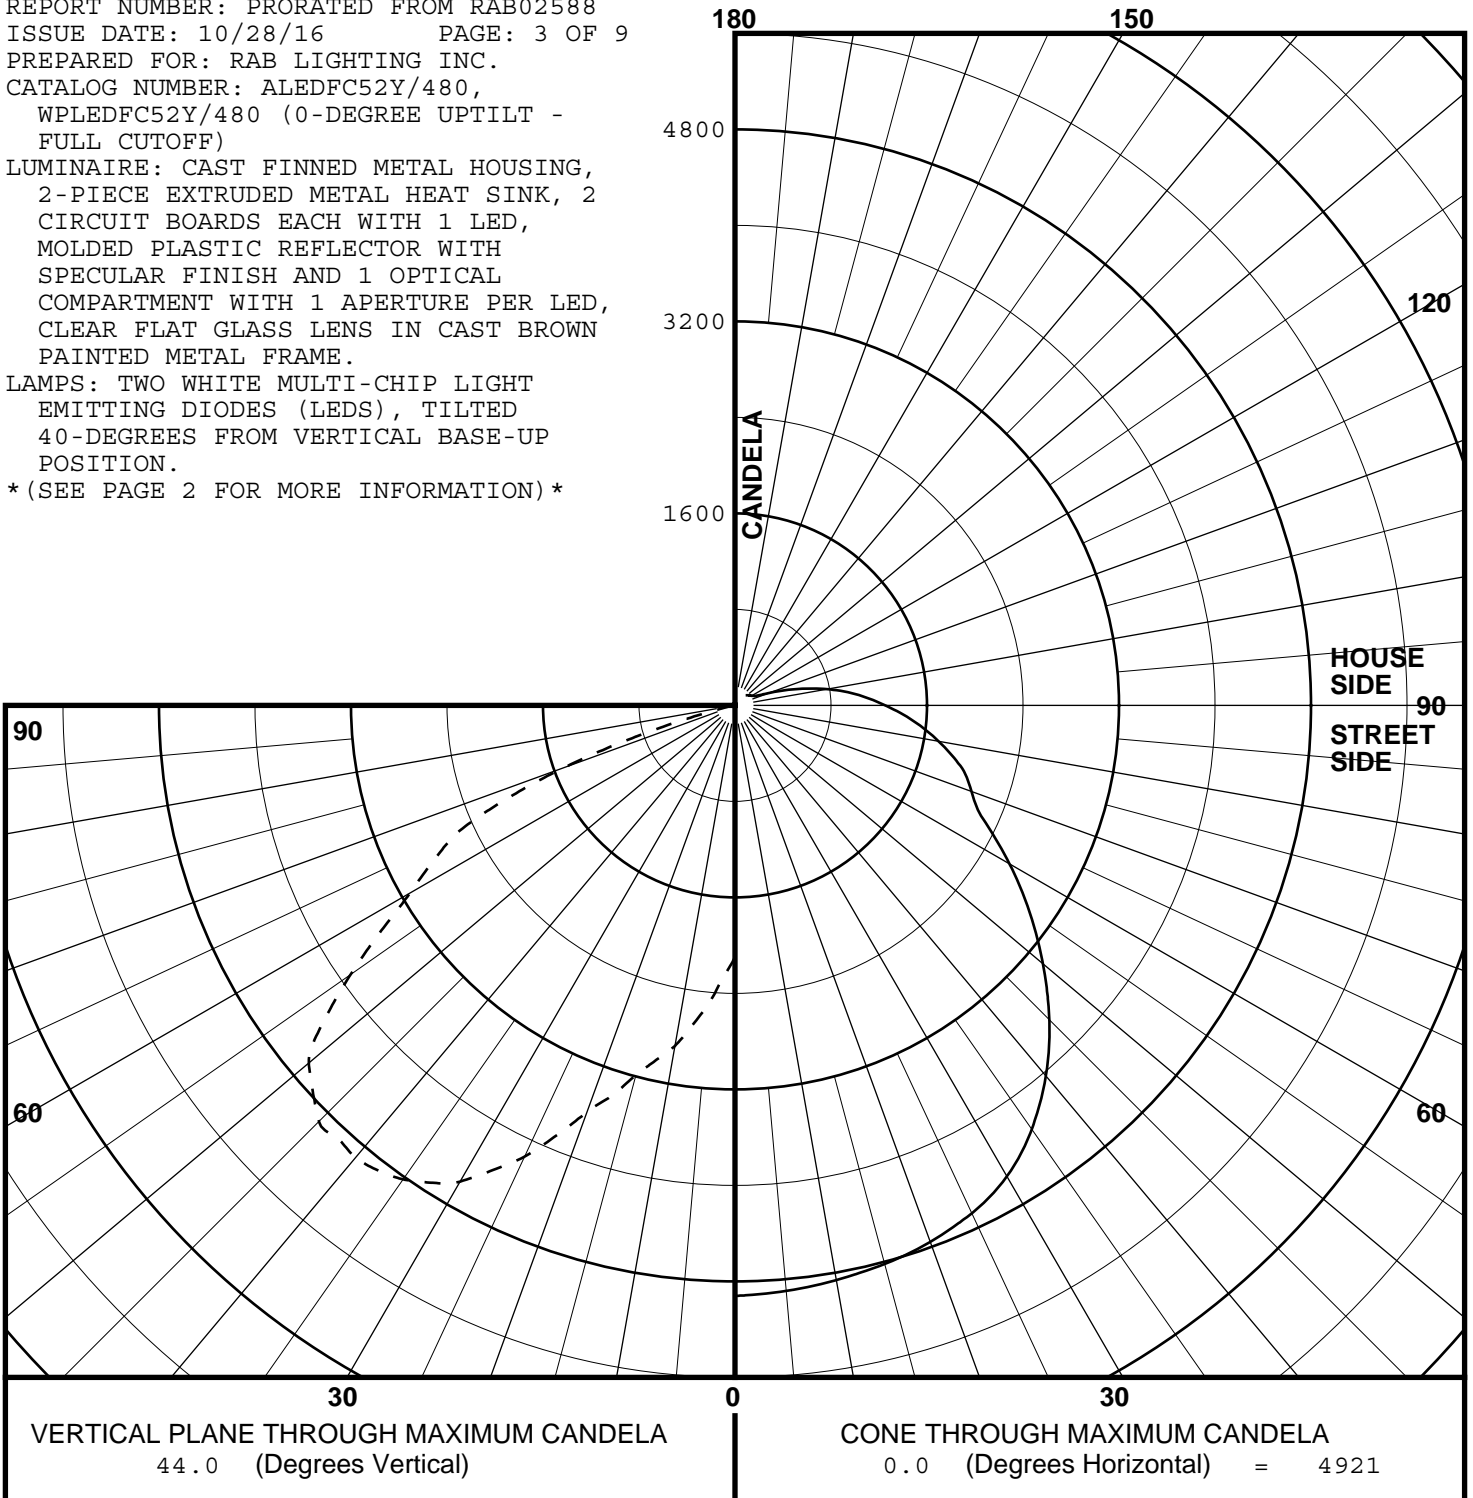 REPORT NUMBER: PRORATED FROM RAB02588
ISSUE DATE: 10/28/16 PAGE: 3 OF 9
PREPARED FOR: RAB LIGHTING INC.
CATALOG NUMBER: ALEDFC52Y/480,
WPLEDFC52Y/480 (0-DEGREE UPTILT -
FULL CUTOFF)
LUMINAIRE: CAST FINNED METAL HOUSING,
2-PIECE EXTRUDED METAL HEAT SINK, 2
CIRCUIT BOARDS EACH WITH 1 LED,
MOLDED PLASTIC REFLECTOR WITH
SPECULAR FINISH AND 1 OPTICAL
COMPARTMENT WITH 1 APERTURE PER LED,
CLEAR FLAT GLASS LENS IN CAST BROWN
PAINTED METAL FRAME.
LAMPS: TWO WHITE MULTI-CHIP LIGHT
EMITTING DIODES (LEDS), TILTED
40-DEGREES FROM VERTICAL BASE-UP
POSITION.
*(SEE PAGE 2 FOR MORE INFORMATION)*
180
150
4800
120
3200
CANDELA
1600
HOUSE
SIDE
90
90
STREET
SIDE
60
60
30
0
30
VERTICAL PLANE THROUGH MAXIMUM CANDELA
44.0 (Degrees Vertical)
CONE THROUGH MAXIMUM CANDELA
0.0 (Degrees Horizontal) = 4921